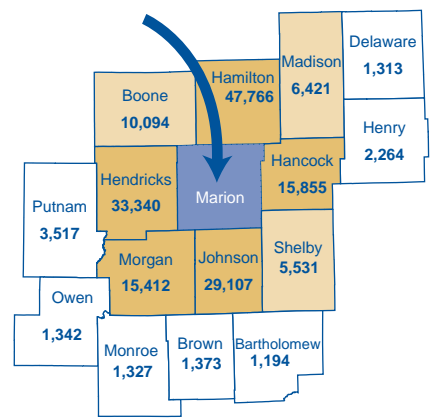 Delaware
1,313
Madison
6,421
Hamilton
47,766
Boone
10,094
Henry
2,264
Hancock
15,855
Hendricks
33,340
Marion
Putnam
3,517
Shelby
5,531
Morgan
15,412
Johnson
29,107
Owen
1,342
Monroe
1,327
Brown
1,373
Bartholomew
1,194